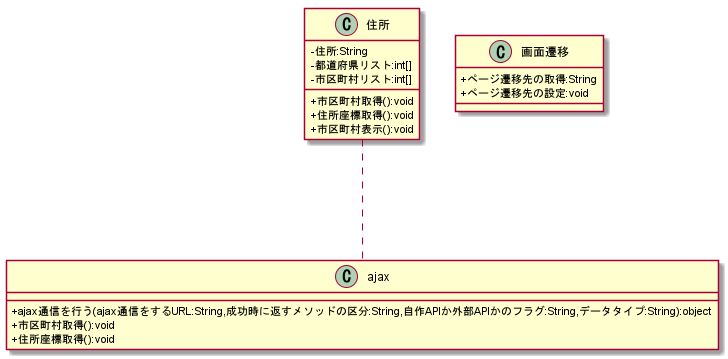 C 住所
-住所:String
-都道府県リスト:int[]
-市区町村リスト:int[]
+市区町村取得():void
+住所座標取得():void
+市区町村表示():void
C 画面遷移
+ページ遷移先の取得:String
+ページ遷移先の設定:void
C ajax
+ajax通信を行う(ajax通信をするURL:String,成功時に返すメソッドの区分:String,自作APIか外部APIかのフラグ:String,データタイプ:String):object
+市区町村取得():void
+住所座標取得():void